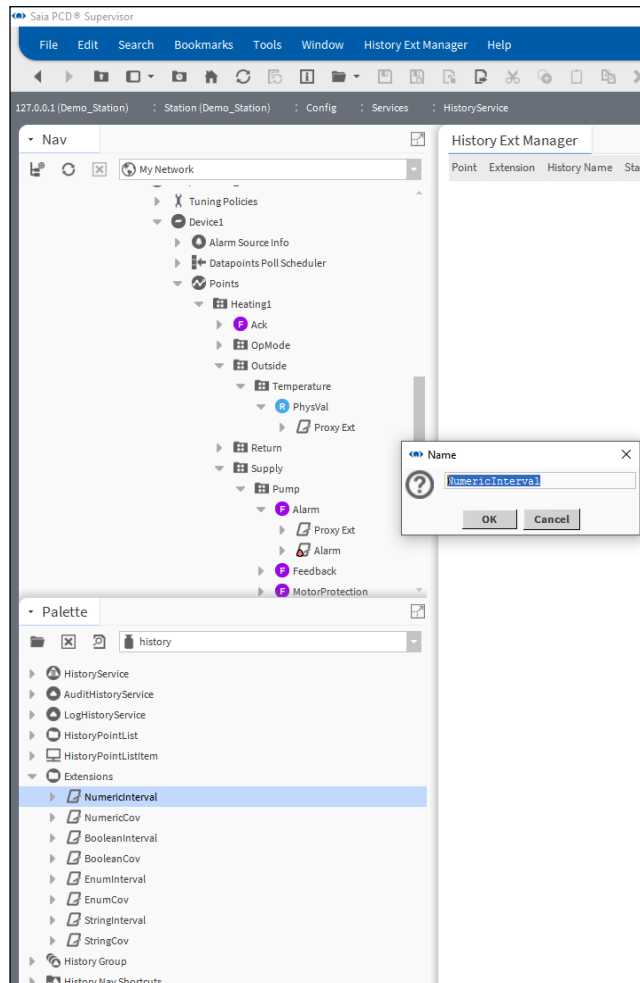 Saia PCD® Supervisor
File Edit Search Bookmarks Tools Window History Ext Manager Help
127.0.0.1 (Demo_Station) : Station (Demo_Station) : Config : Services : HistoryService
Nav
History Ext Manager
My Network
Point Extension History Name Sta
Tuning Policies
Device1
Alarm Source Info
Datapoints Poll Scheduler
Points
Heating1
F Ack
OpMode
Outside
Temperature
R PhysVal
Proxy Ext
Return
Supply
Pump
F Alarm
Proxy Ext
Alarm
F Feedback
F MotorProtection
Name
NumericInterval
OK Cancel
Palette
history
HistoryService
AuditHistoryService
LogHistoryService
HistoryPointList
HistoryPointListItem
Extensions
NumericInterval
NumericCov
BooleanInterval
BooleanCov
EnumInterval
EnumCov
StringInterval
StringCov
History Group
History Nav Shortcuts